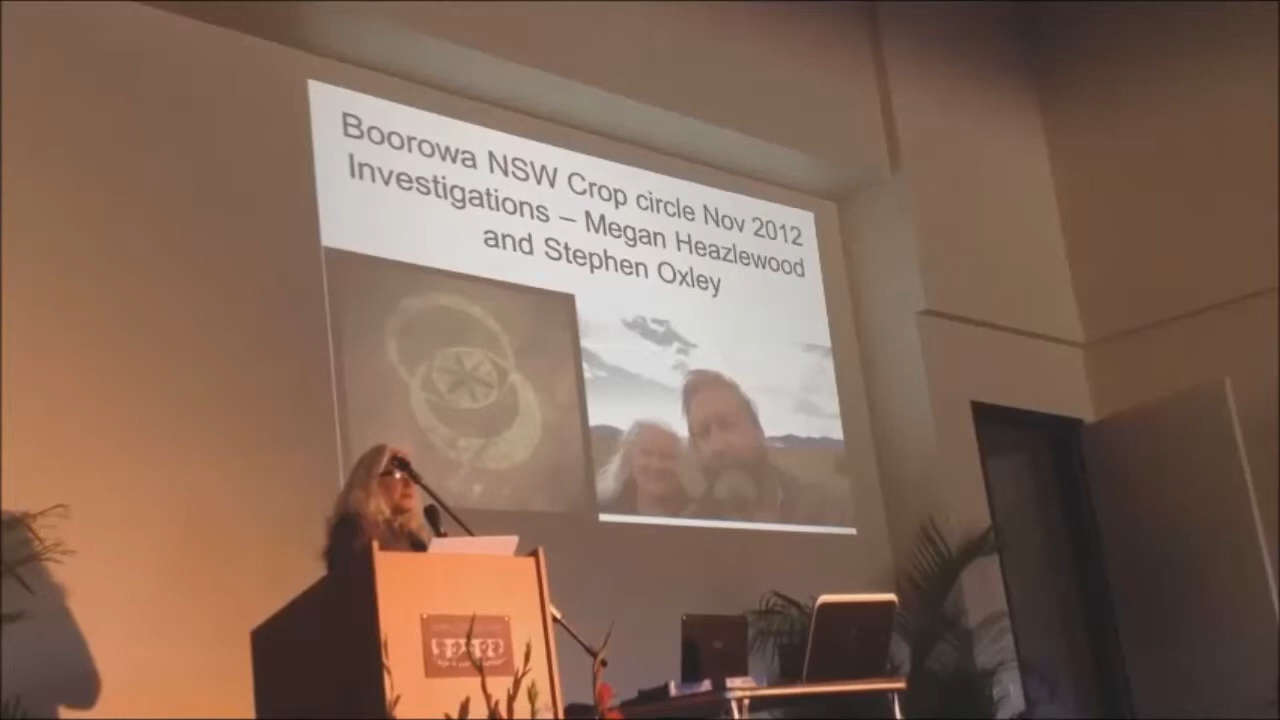 Boorowa NSW Crop circle Nov 2012
Investigations – Megan Heazlewood
and Stephen Oxley